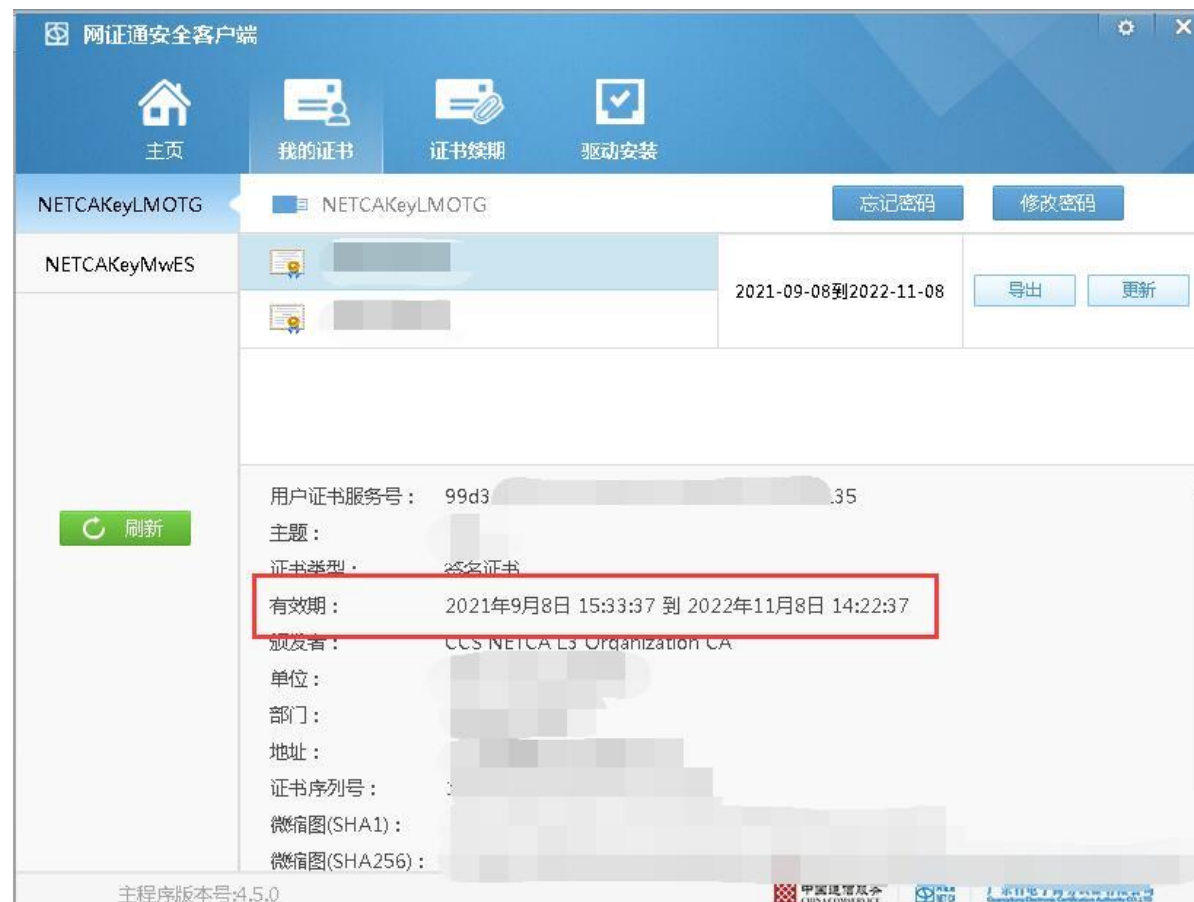 网证通安全客户端
主页
我的证书
证书续期
驱动安装
NETCAKeyLMOTG
NETCAKeyLMOTG
忘记密码
修改密码
NETCAKeyMwES
2021-09-08到2022-11-08
导出
更新
用户证书服务号: 99d3 35
刷新
主题:
证书类型: 签名证书
有效期: 2021年9月8日 15:33:37 到 2022年11月8日 14:22:37
颁发者: CCS NETCA L3 Organization CA
单位:
部门:
地址:
证书序列号:
微缩图(SHA1):
微缩图(SHA256):
主程序版本号:4.5.0
中国通信服务
CHINA COMSERVICE